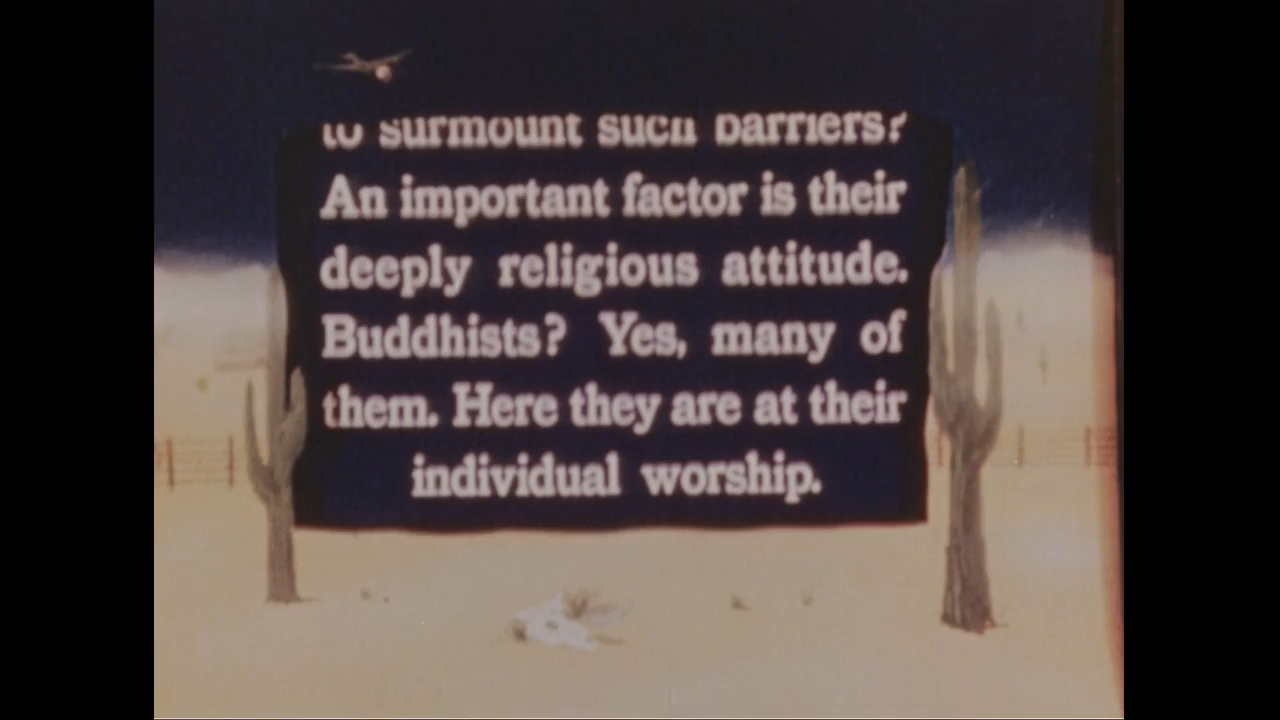 to surmount such barriers?
An important factor is their
deeply religious attitude.
Buddhists? Yes, many of
them. Here they are at their
individual worship.